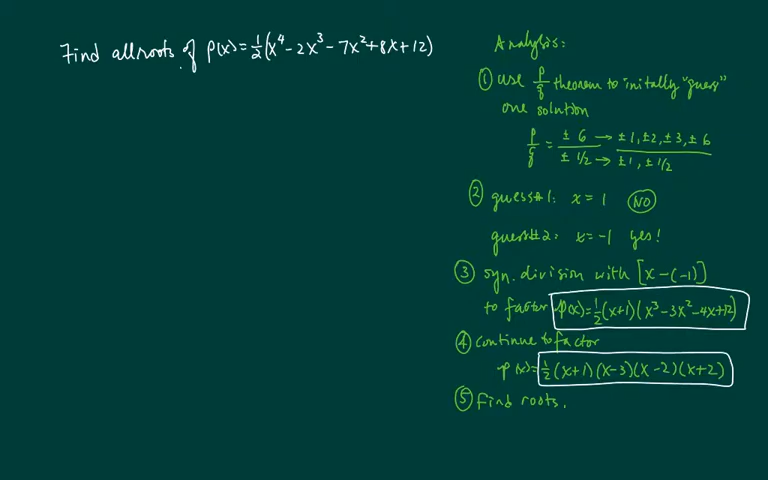 Find all roots of p(x) = 1/2 (x⁴ - 2x³ - 7x² + 8x + 12)
Analysis:
① use p/q theorem to initally "guess"
one solution
p/q = ± 6 / ± 1/2 → ±1, ±2, ±3, ±6 / → ±1, ±1/2
② guess#1: x = 1 NO
guess#2: x = -1 yes!
③ syn. division with [x - (-1)]
to factor p(x) = 1/2 (x+1) (x³ - 3x² - 4x + 12)
④ continue to factor
p(x) = 1/2 (x+1) (x-3) (x-2) (x+2)
⑤ find roots.